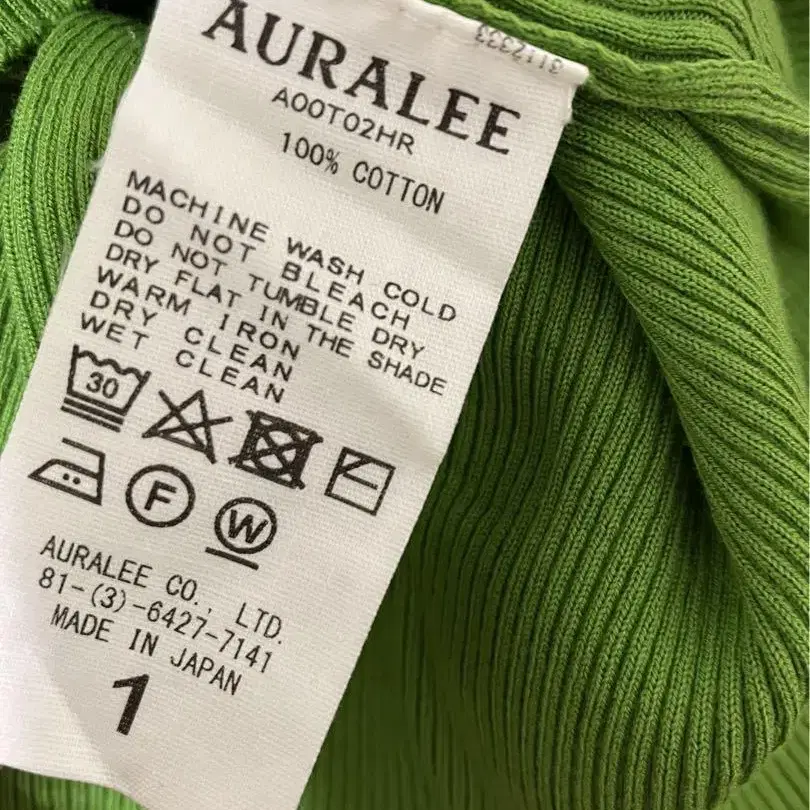 AURALEE
A00T02HR
100% COTTON
MACHINE WASH COLD
DO NOT BLEACH
DO NOT TUMBLE DRY
DRY FLAT IN THE SHADE
WARM IRON
DRY CLEAN
WET CLEAN
30
F
W
AURALEE CO., LTD.
81-(3)-6427-7141
MADE IN JAPAN
1